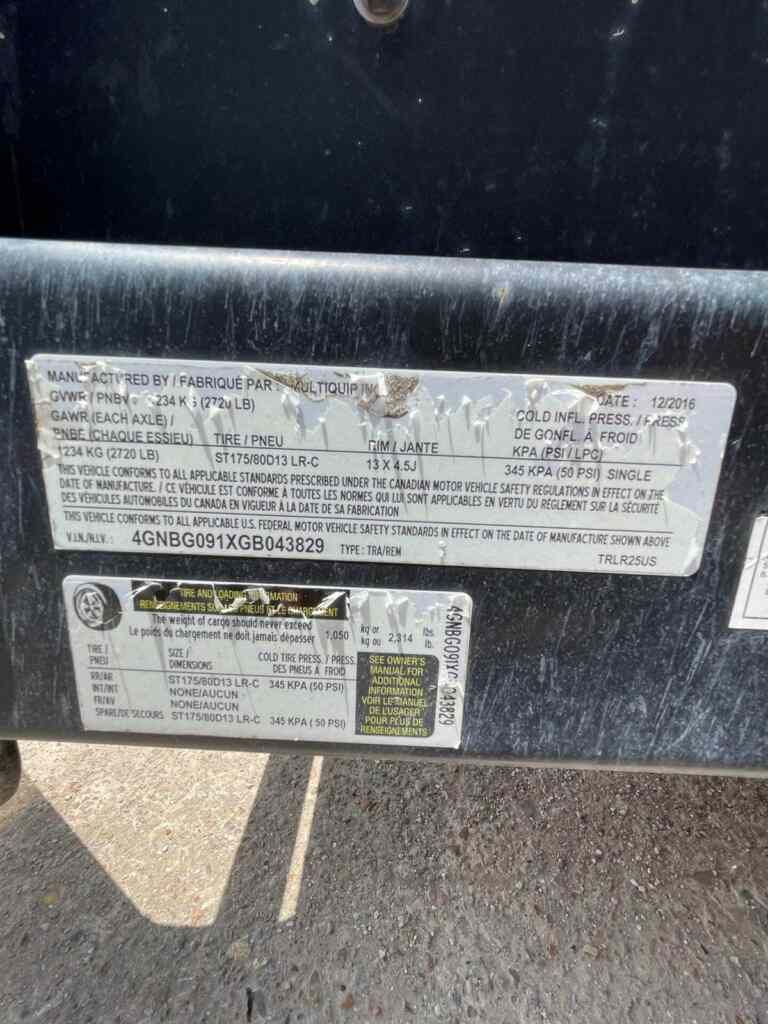 MANUFACTURED BY / FABRIQUÉ PAR : MULTIQUIP INC
DATE : 12/2016
GVWR / PNBV : 1234 KG (2720 LB)
COLD INFL. PRESS. / PRESS
GAWR (EACH AXLE) /
DE GONFL. À FROID
PNBE (CHAQUE ESSIEU) TIRE / PNEU RIM / JANTE KPA (PSI / LPC)
1234 KG (2720 LB) ST175/80D13 LR-C 13 X 4.5J 345 KPA (50 PSI) SINGLE
THIS VEHICLE CONFORMS TO ALL APPLICABLE STANDARDS PRESCRIBED UNDER THE CANADIAN MOTOR VEHICLE SAFETY REGULATIONS IN EFFECT ON THE
DATE OF MANUFACTURE. / CE VÉHICULE EST CONFORME À TOUTES LES NORMES QUI LUI SONT APPLICABLES EN VERTU DU RÈGLEMENT SUR LA SÉCURITÉ
DES VÉHICULES AUTOMOBILES DU CANADA EN VIGUEUR À LA DATE DE SA FABRICATION
THIS VEHICLE CONFORMS TO ALL APPLICABLE U.S. FEDERAL MOTOR VEHICLE SAFETY STANDARDS IN EFFECT ON THE DATE OF MANUFACTURE SHOWN ABOVE
V.I.N./N.I.V.: 4GNBG091XGB043829 TYPE : TRA/REM TRLR25US
TIRE AND LOADING INFORMATION
RENSEIGNEMENTS SUR LES PNEUS ET LE CHARGEMENT
The weight of cargo should never exceed
Le poids du chargement ne doit jamais dépasser 1,050 kg or kg ou 2,314 lbs. lb.
TIRE / PNEU
SIZE / DIMENSIONS
COLD TIRE PRESS. / PRESS. DES PNEUS À FROID
RR/AR ST175/80D13 LR-C 345 KPA (50 PSI)
INT/INT NONE/AUCUN
FR/AV NONE/AUCUN
SPARE/DE SECOURS ST175/80D13 LR-C 345 KPA ( 50 PSI)
SEE OWNER'S
MANUAL FOR
ADDITIONAL
INFORMATION
VOIR LE MANUEL
DE L'USAGER
POUR PLUS DE
RENSEIGNEMENTS
4GNBG091XG 043829